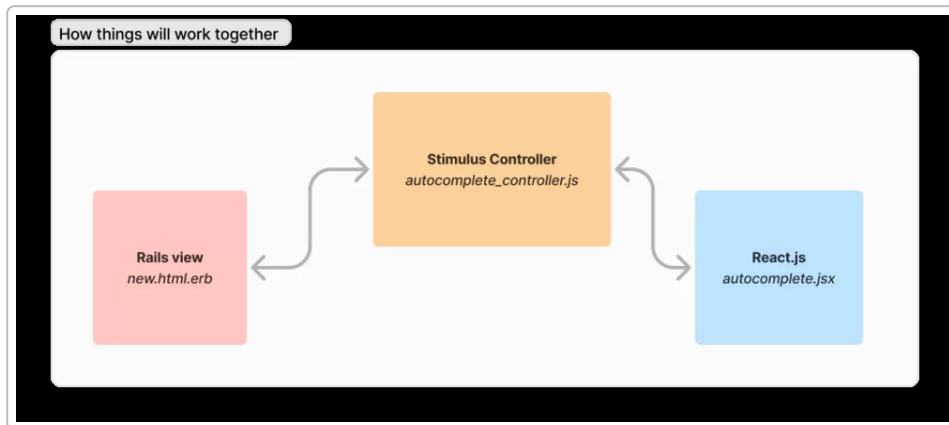 How things will work together
Stimulus Controller
autocomplete_controller.js
Rails view
new.html.erb
React.js
autocomplete.jsx